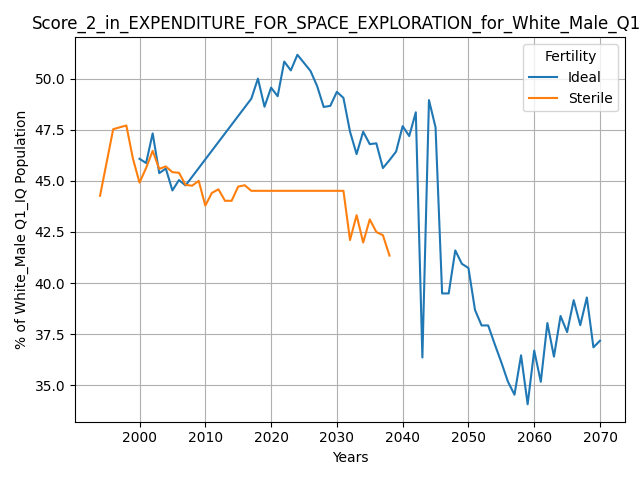 Score_2_in_EXPENDITURE_FOR_SPACE_EXPLORATION_for_White_Male_Q1
Fertility
Ideal
Sterile
% of White_Male Q1_IQ Population
50.0
47.5
45.0
42.5
40.0
37.5
35.0
2000 2010 2020 2030 2040 2050 2060 2070
Years